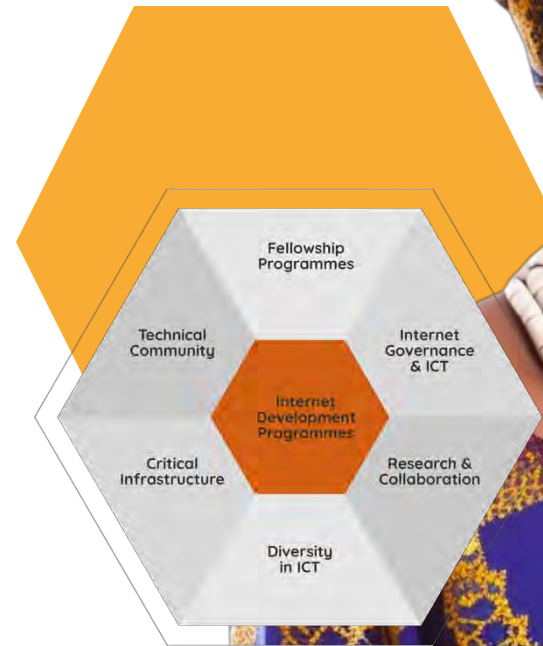 Fellowship
Programmes
Technical
Community
Internet
Governance
& ICT
Internet
Development
Programmes
Critical
Infrastructure
Research &
Collaboration
Diversity
in ICT